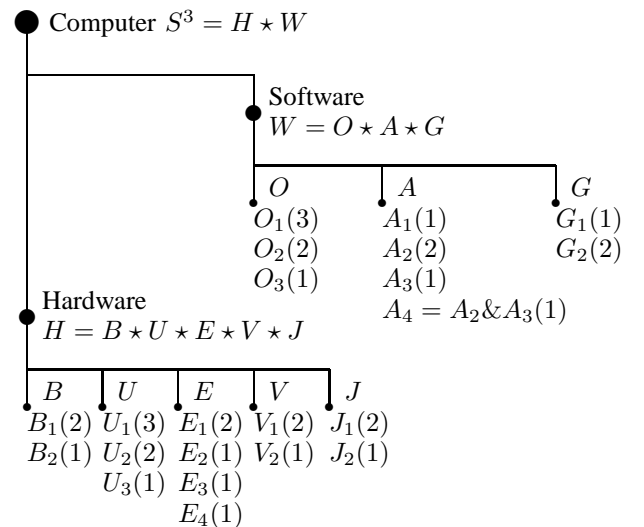 Computer S³ = H ⋆ W
Software
W = O ⋆ A ⋆ G
O A G
O₁(3) A₁(1) G₁(1)
O₂(2) A₂(2) G₂(2)
O₃(1) A₃(1)
A₄ = A₂&A₃(1)
Hardware
H = B ⋆ U ⋆ E ⋆ V ⋆ J
B U E V J
B₁(2) U₁(3) E₁(2) V₁(2) J₁(2)
B₂(1) U₂(2) E₂(1) V₂(1) J₂(1)
U₃(1) E₃(1)
E₄(1)